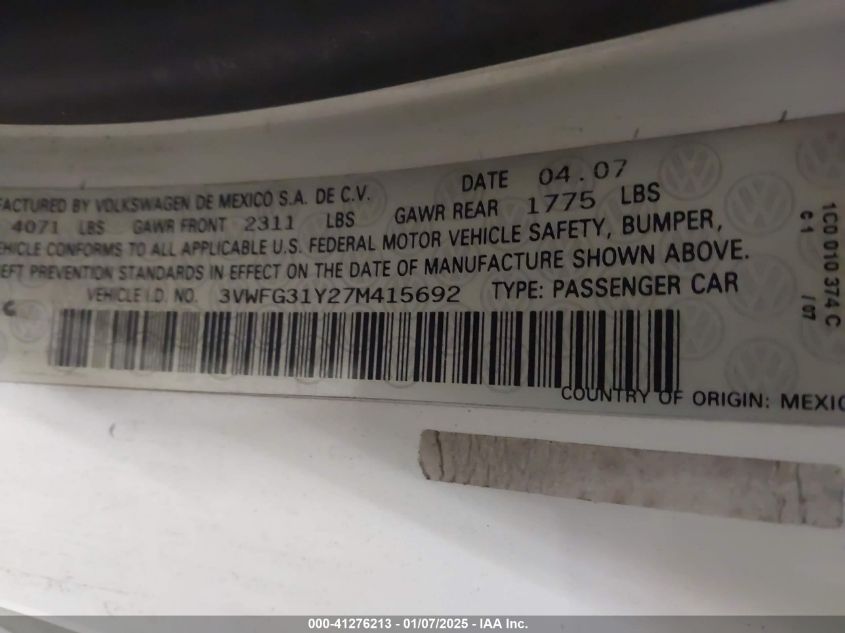 FACTURED BY VOLKSWAGEN DE MEXICO S.A. DE C.V. DATE 04.07
4071 LBS GAWR FRONT 2311 LBS GAWR REAR 1775 LBS
EHICLE CONFORMS TO ALL APPLICABLE U.S. FEDERAL MOTOR VEHICLE SAFETY, BUMPER,
EFT PREVENTION STANDARDS IN EFFECT ON THE DATE OF MANUFACTURE SHOWN ABOVE.
VEHICLE I.D. NO. 3VWFG31Y27M415692 TYPE: PASSENGER CAR
G
COUNTRY OF ORIGIN: MEXIC
1C0 010 374 C
G1 /07
000-41276213 - 01/07/2025 - IAA Inc.